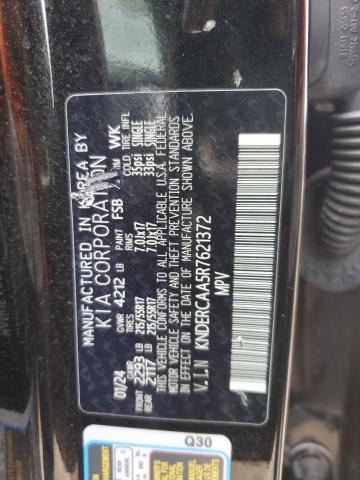 MANUFACTURED IN KOREA BY
KIA CORPORATION
01/24 GVWR 4212 LB PAINT FSB TRIM WK
GAWR TIRES RIMS COLD TIRE INFL
FRONT 2293 LB 215/55R17 7.0Jx17 35psi SINGLE
REAR 2117 LB 215/55R17 7.0Jx17 33psi SINGLE
THIS VEHICLE CONFORMS TO ALL APPLICABLE U.S.A. FEDERAL
MOTOR VEHICLE SAFETY AND THEFT PREVENTION STANDARDS
IN EFFECT ON THE DATE OF MANUFACTURE SHOWN ABOVE.
V.I.N KNDERCAA5R7621372
MPV
Q30